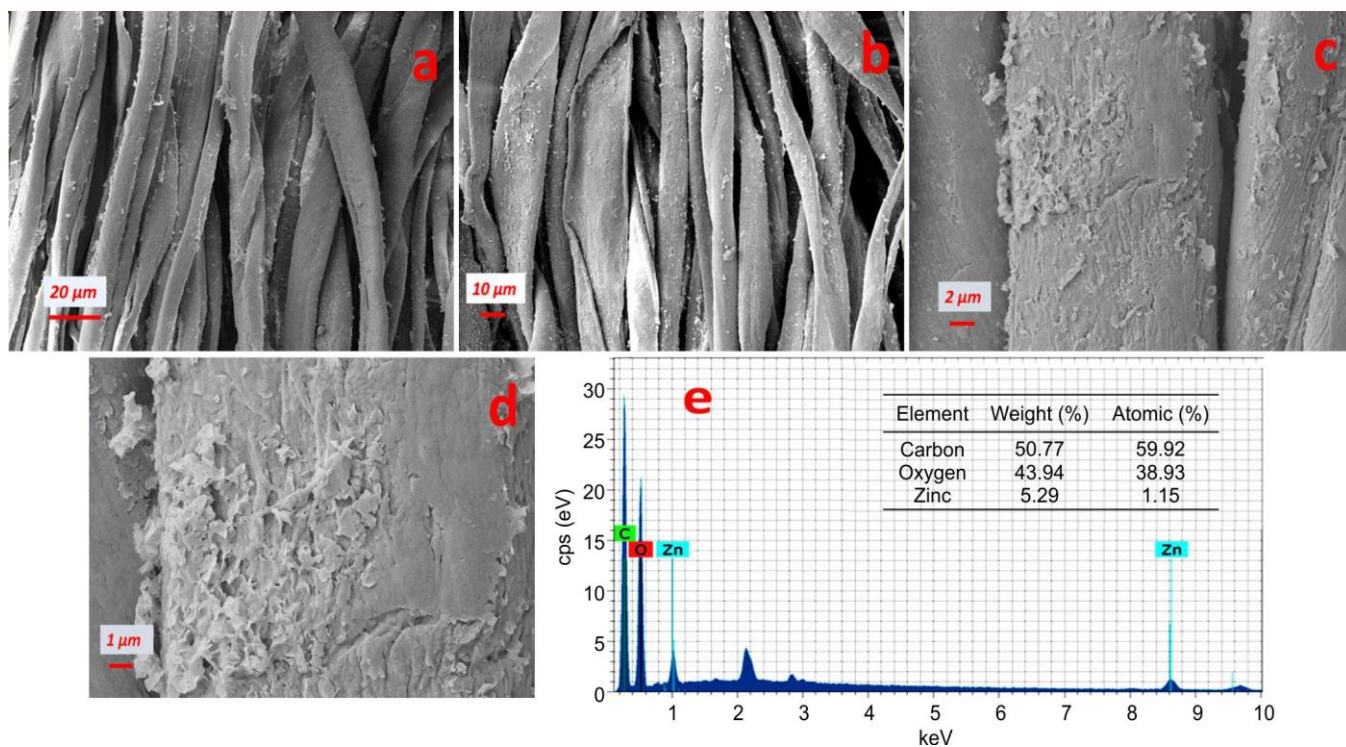 a
20 µm
b
10 µm
c
2 µm
d
1 µm
e
cps (eV)
30
25
20
15
10
5
0
Element Weight (%) Atomic (%)
Carbon 50.77 59.92
Oxygen 43.94 38.93
Zinc 5.29 1.15
C
O
Zn
Zn
1 2 3 4 5 6 7 8 9 10
keV